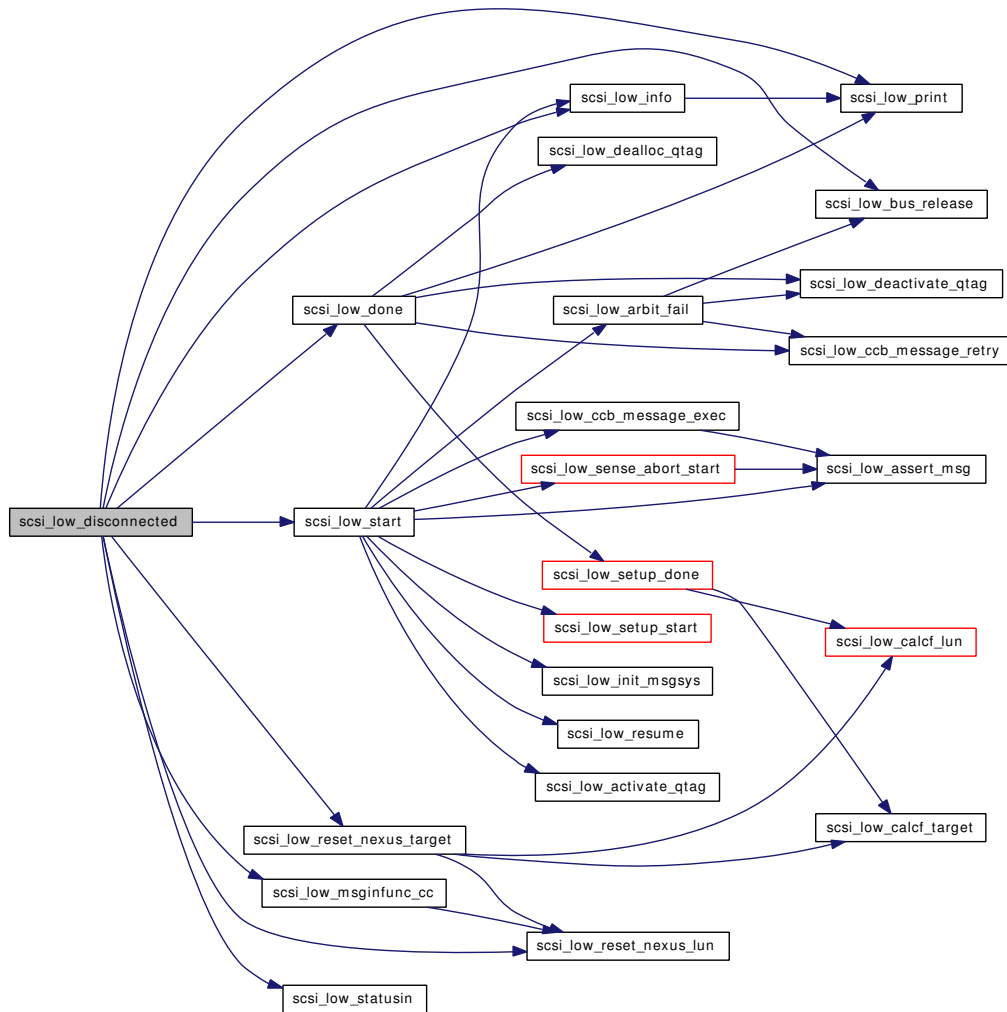 scsi_low_info
scsi_low_print
scsi_low_dealloc_qtag
scsi_low_bus_release
scsi_low_deactivate_qtag
scsi_low_done
scsi_low_arbit_fail
scsi_low_ccb_message_retry
scsi_low_ccb_message_exec
scsi_low_sense_abort_start
scsi_low_assert_msg
scsi_low_disconnected
scsi_low_start
scsi_low_setup_done
scsi_low_setup_start
scsi_low_calcf_lun
scsi_low_init_msgsys
scsi_low_resume
scsi_low_activate_qtag
scsi_low_calcf_target
scsi_low_reset_nexus_target
scsi_low_msginfunc_cc
scsi_low_reset_nexus_lun
scsi_low_statusin